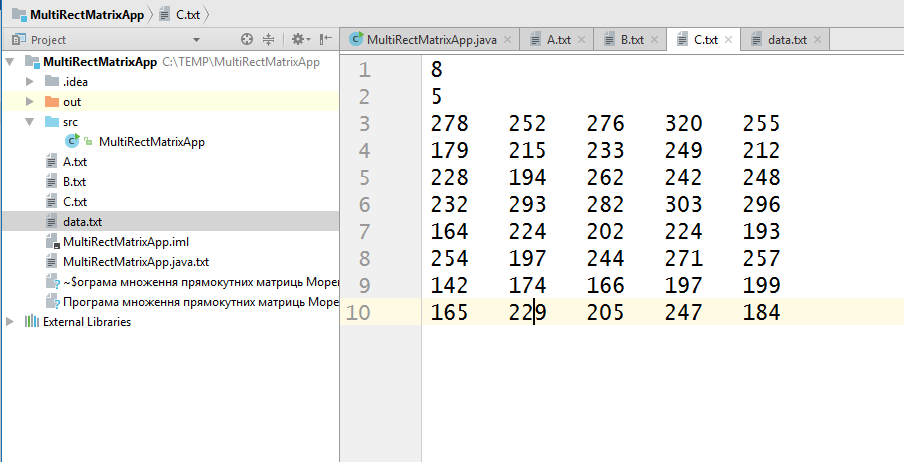 MultiRectMatrixApp C.txt
Project
MultiRectMatrixApp C:\TEMP\MultiRectMatrixApp
.idea
out
src
MultiRectMatrixApp
A.txt
B.txt
C.txt
data.txt
MultiRectMatrixApp.iml
MultiRectMatrixApp.java.txt
~$ограма множення прямокутних матриць Море
Програма множення прямокутних матриць Море
External Libraries
MultiRectMatrixApp.java A.txt B.txt C.txt data.txt
1 8
2 5
3 278 252 276 320 255
4 179 215 233 249 212
5 228 194 262 242 248
6 232 293 282 303 296
7 164 224 202 224 193
8 254 197 244 271 257
9 142 174 166 197 199
10 165 229 205 247 184